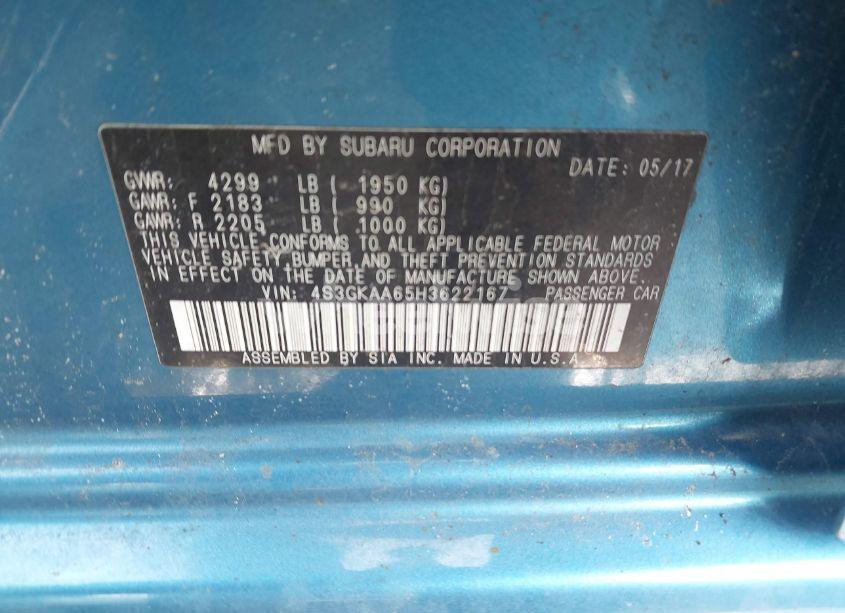 MFD BY SUBARU CORPORATION
DATE: 05/17
GVWR: 4299 LB ( 1950 KG)
GAWR: F 2183 LB ( 990 KG)
GAWR: R 2205 LB ( 1000 KG)
THIS VEHICLE CONFORMS TO ALL APPLICABLE FEDERAL MOTOR
VEHICLE SAFETY, BUMPER, AND THEFT PREVENTION STANDARDS
IN EFFECT ON THE DATE OF MANUFACTURE SHOWN ABOVE.
VIN: 4S3GKAA65H3622167 PASSENGER CAR
ASSEMBLED BY SIA INC. MADE IN U.S.A